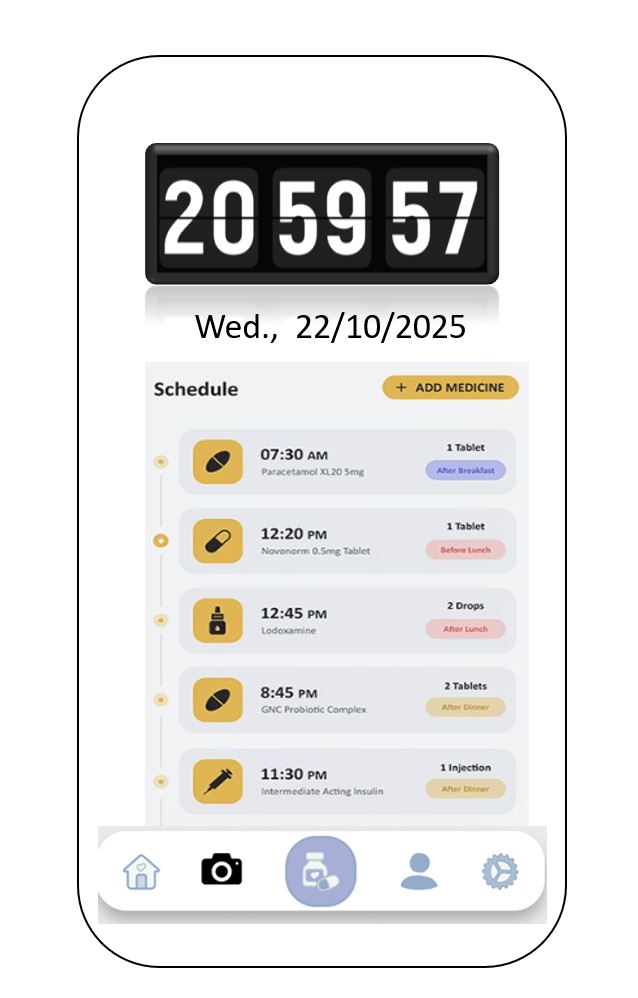 20 59 57
Wed., 22/10/2025
Schedule
+ ADD MEDICINE
07:30 AM
Paracetamol XL20 5mg
1 Tablet
After Breakfast
12:20 PM
Novonorm 0.5mg Tablet
1 Tablet
Before Lunch
12:45 PM
Lodoxamine
2 Drops
After Lunch
8:45 PM
GNC Probiotic Complex
2 Tablets
After Dinner
11:30 PM
Intermediate Acting Insulin
1 Injection
After Dinner